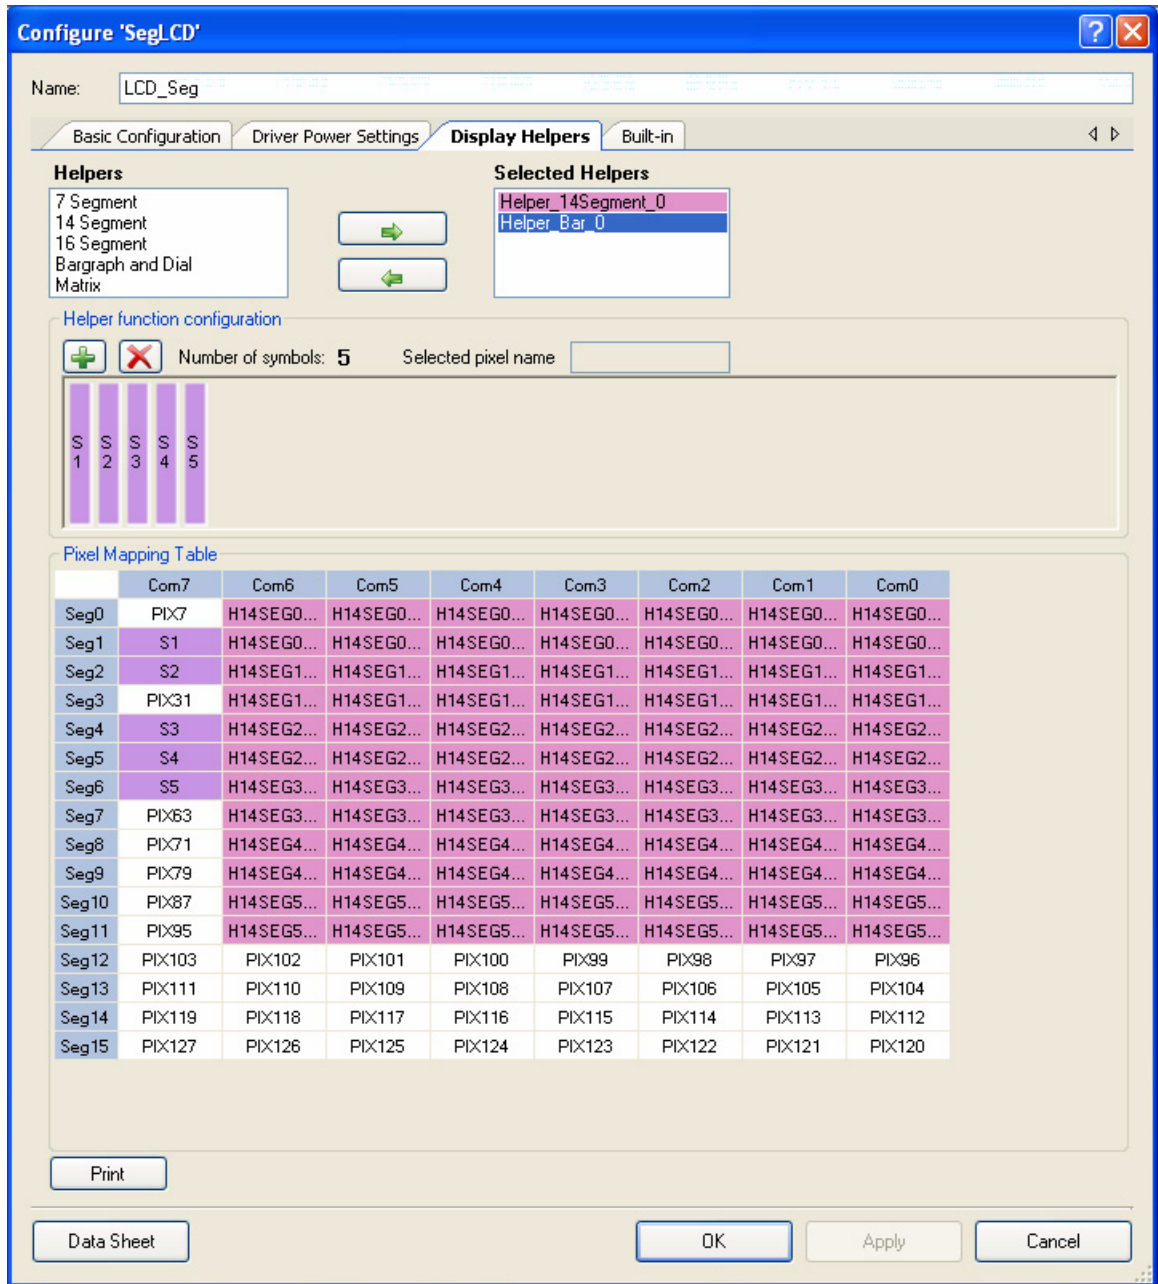 Configure 'SegLCD'
Name: LCD_Seg
Basic Configuration Driver Power Settings Display Helpers Built-in
Helpers Selected Helpers
7 Segment
14 Segment
16 Segment
Bargraph and Dial
Matrix
Helper_14Segment_0
Helper_Bar_0
Helper function configuration
Number of symbols: 5 Selected pixel name
S1 S2 S3 S4 S5
Pixel Mapping Table
Com7 Com6 Com5 Com4 Com3 Com2 Com1 Com0
Seg0 PIX7 H14SEG0... H14SEG0... H14SEG0... H14SEG0... H14SEG0... H14SEG0... H14SEG0...
Seg1 S1 H14SEG0... H14SEG0... H14SEG0... H14SEG0... H14SEG0... H14SEG0... H14SEG0...
Seg2 S2 H14SEG1... H14SEG1... H14SEG1... H14SEG1... H14SEG1... H14SEG1... H14SEG1...
Seg3 PIX31 H14SEG1... H14SEG1... H14SEG1... H14SEG1... H14SEG1... H14SEG1... H14SEG1...
Seg4 S3 H14SEG2... H14SEG2... H14SEG2... H14SEG2... H14SEG2... H14SEG2... H14SEG2...
Seg5 S4 H14SEG2... H14SEG2... H14SEG2... H14SEG2... H14SEG2... H14SEG2... H14SEG2...
Seg6 S5 H14SEG3... H14SEG3... H14SEG3... H14SEG3... H14SEG3... H14SEG3... H14SEG3...
Seg7 PIX63 H14SEG3... H14SEG3... H14SEG3... H14SEG3... H14SEG3... H14SEG3... H14SEG3...
Seg8 PIX71 H14SEG4... H14SEG4... H14SEG4... H14SEG4... H14SEG4... H14SEG4... H14SEG4...
Seg9 PIX79 H14SEG4... H14SEG4... H14SEG4... H14SEG4... H14SEG4... H14SEG4... H14SEG4...
Seg10 PIX87 H14SEG5... H14SEG5... H14SEG5... H14SEG5... H14SEG5... H14SEG5... H14SEG5...
Seg11 PIX95 H14SEG5... H14SEG5... H14SEG5... H14SEG5... H14SEG5... H14SEG5... H14SEG5...
Seg12 PIX103 PIX102 PIX101 PIX100 PIX99 PIX98 PIX97 PIX96
Seg13 PIX111 PIX110 PIX109 PIX108 PIX107 PIX106 PIX105 PIX104
Seg14 PIX119 PIX118 PIX117 PIX116 PIX115 PIX114 PIX113 PIX112
Seg15 PIX127 PIX126 PIX125 PIX124 PIX123 PIX122 PIX121 PIX120
Print
Data Sheet OK Apply Cancel